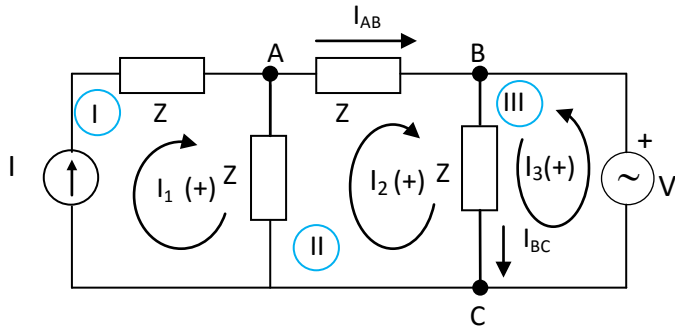 I_AB
A
B
I
Z
Z
III
+
I
I_1 (+)
Z
I_2 (+)
Z
I_3(+)
~
V
II
I_BC
C